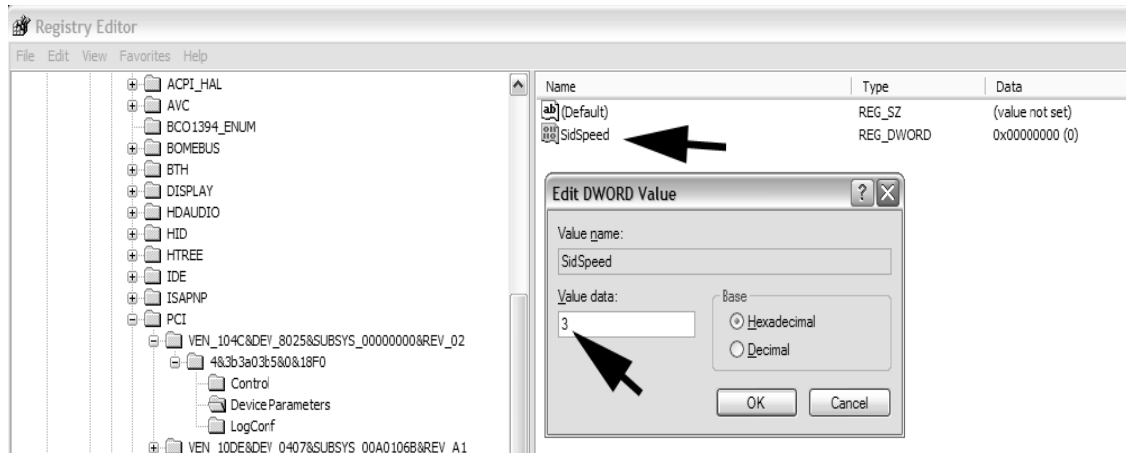 Registry Editor
File Edit View Favorites Help
ACPI_HAL
AVC
BCO1394_ENUM
BOMEBUS
BTH
DISPLAY
HDAUDIO
HID
HTREE
IDE
ISAPNP
PCI
VEN_104C&DEV_8025&SUBSYS_00000000&REV_02
4&3b3a03b5&0&18F0
Control
Device Parameters
LogConf
VEN_10DE&DEV_0407&SUBSYS_00A0106B&REV_A1
Name Type Data
(Default) REG_SZ (value not set)
SidSpeed REG_DWORD 0x00000000 (0)
Edit DWORD Value
Value name:
SidSpeed
Value data:
3
Base
Hexadecimal
Decimal
OK Cancel